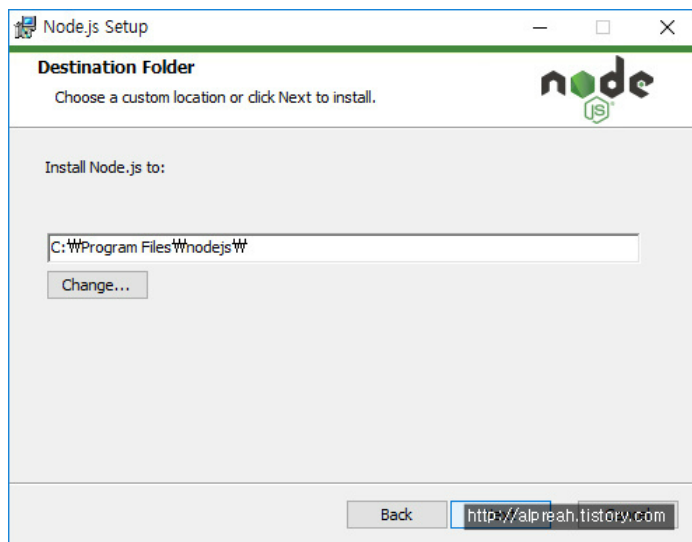 Node.js Setup
Destination Folder
Choose a custom location or click Next to install.
node
JS
Install Node.js to:
C:₩Program Files₩nodejs₩
Change...
Back
http://alpreah.tistory.com